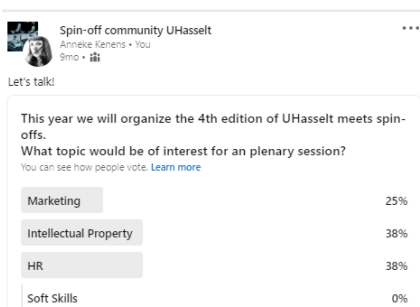 Spin-off community UHasselt
Anneke Kenens • You
9mo •
Let's talk!
This year we will organize the 4th edition of UHasselt meets spin-
offs.
What topic would be of interest for an plenary session?
You can see how people vote. Learn more
Marketing 25%
Intellectual Property 38%
HR 38%
Soft Skills 0%